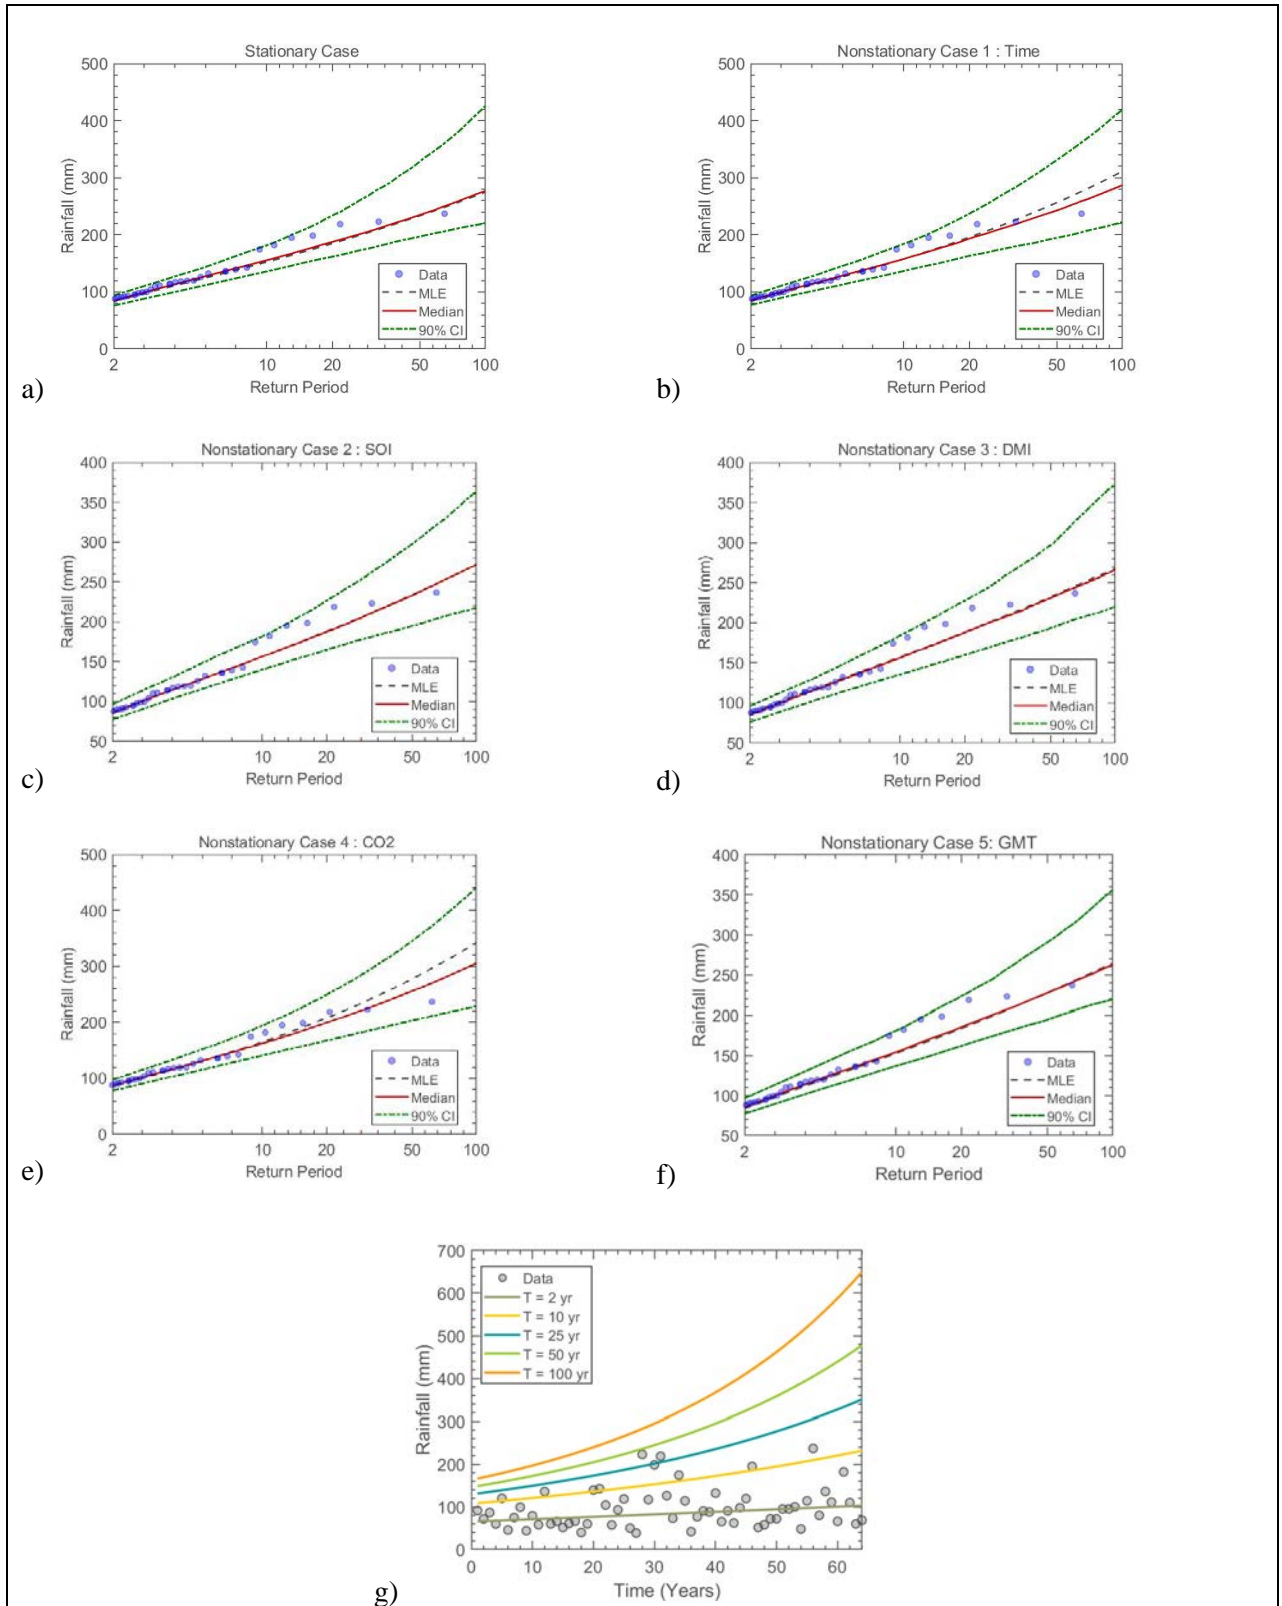 Stationary Case
500
400
300
200
100
0
Rainfall (mm)
Data
MLE
Median
90% CI
2 10 20 50 100
Return Period
a)
Nonstationary Case 1 : Time
500
400
300
200
100
0
Rainfall (mm)
Data
MLE
Median
90% CI
2 10 20 50 100
Return Period
b)
Nonstationary Case 2 : SOI
400
350
300
250
200
150
100
50
Rainfall (mm)
Data
MLE
Median
90% CI
2 10 20 50 100
Return Period
c)
Nonstationary Case 3 : DMI
400
350
300
250
200
150
100
50
Rainfall (mm)
Data
MLE
Median
90% CI
2 10 20 50 100
Return Period
d)
Nonstationary Case 4 : CO2
500
400
300
200
100
0
Rainfall (mm)
Data
MLE
Median
90% CI
2 10 20 50 100
Return Period
e)
Nonstationary Case 5: GMT
400
350
300
250
200
150
100
50
Rainfall (mm)
Data
MLE
Median
90% CI
2 10 20 50 100
Return Period
f)
700
600
500
400
300
200
100
0
Rainfall (mm)
Data
T = 2 yr
T = 10 yr
T = 25 yr
T = 50 yr
T = 100 yr
0 10 20 30 40 50 60
Time (Years)
g)